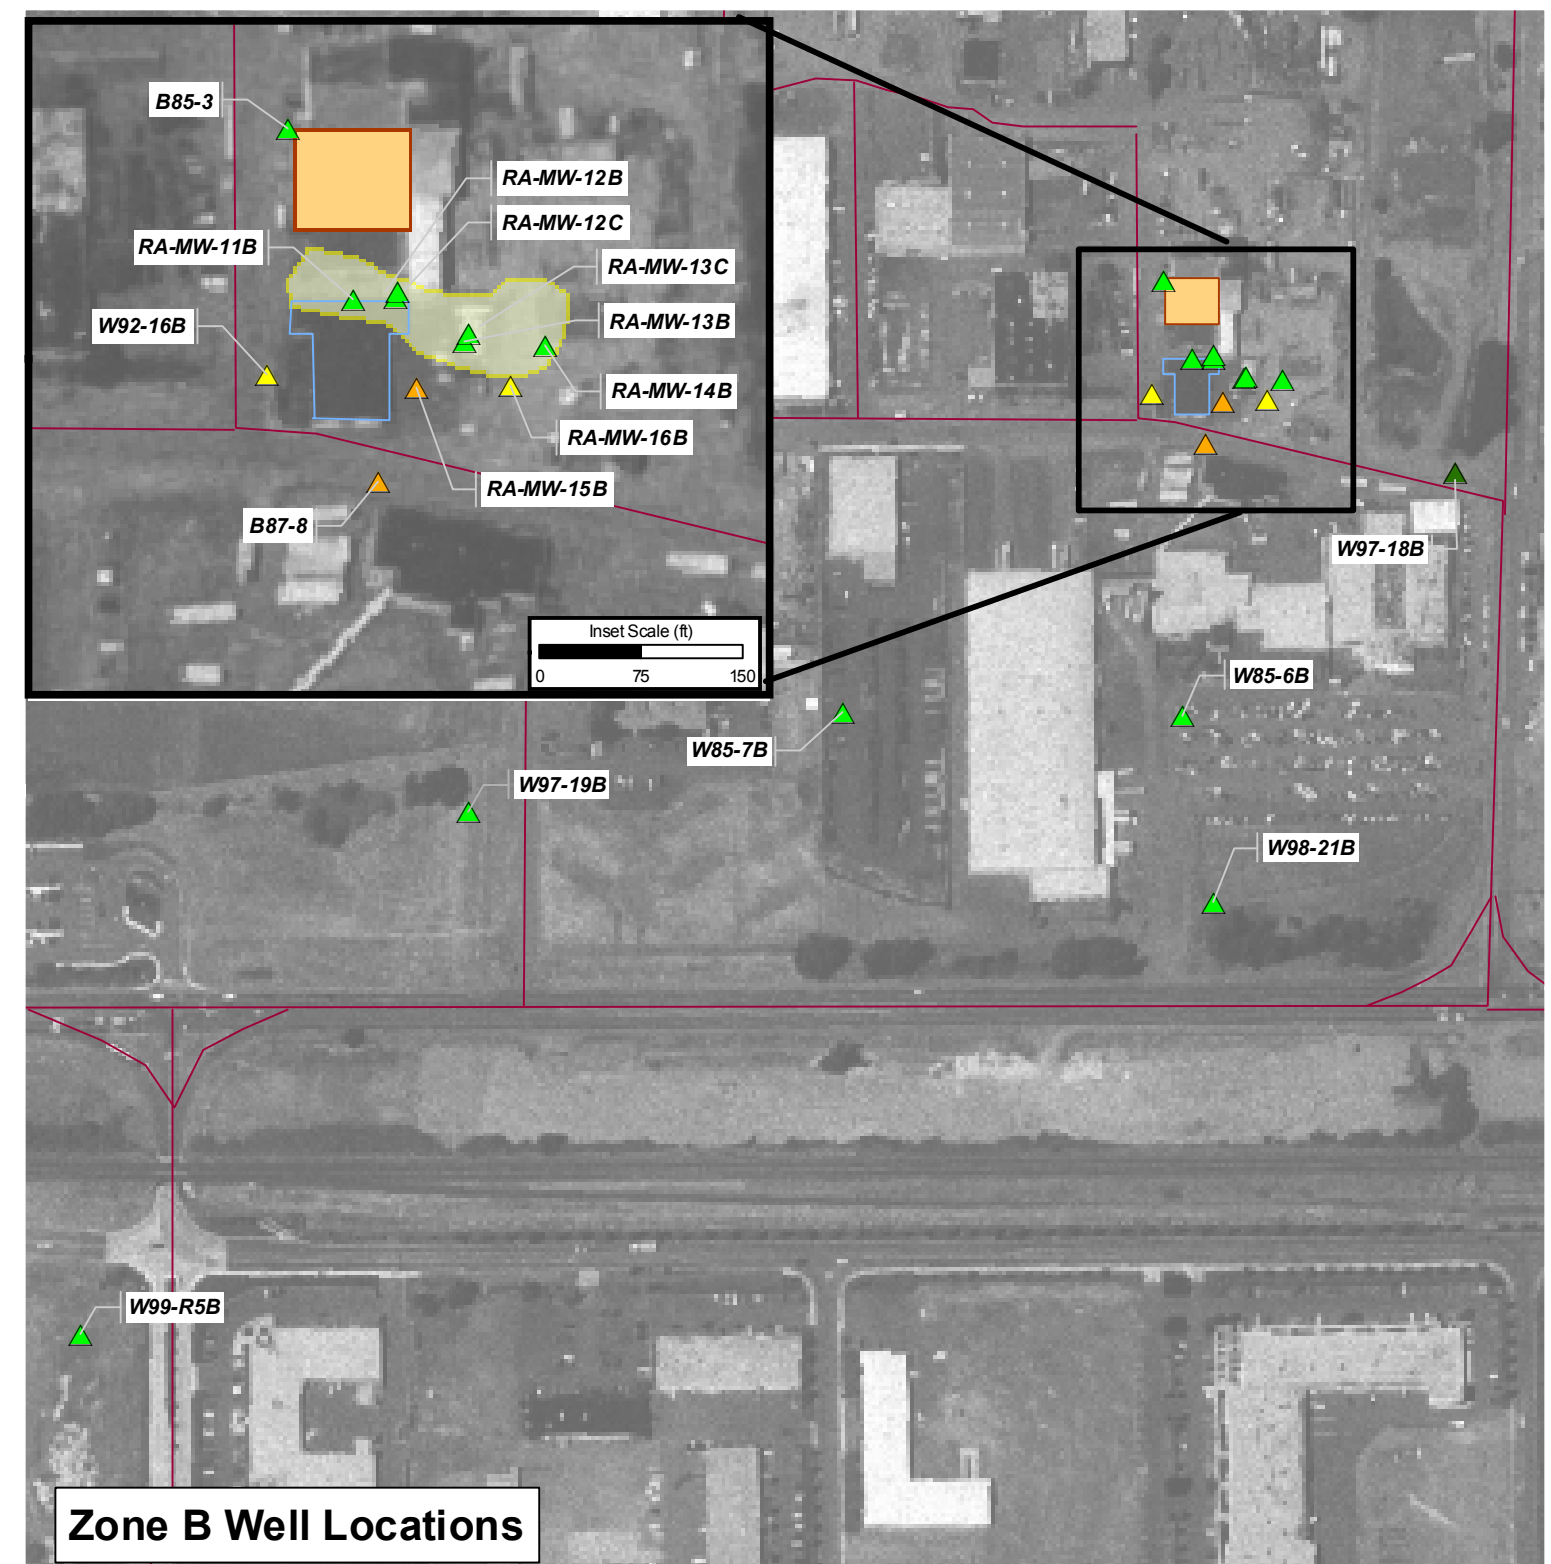 B85-3
RA-MW-12B
RA-MW-12C
RA-MW-11B
RA-MW-13C
RA-MW-13B
W92-16B
RA-MW-14B
RA-MW-16B
RA-MW-15B
B87-8
Inset Scale (ft)
0 75 150
W97-18B
W85-6B
W85-7B
W97-19B
W98-21B
W99-R5B
Zone B Well Locations